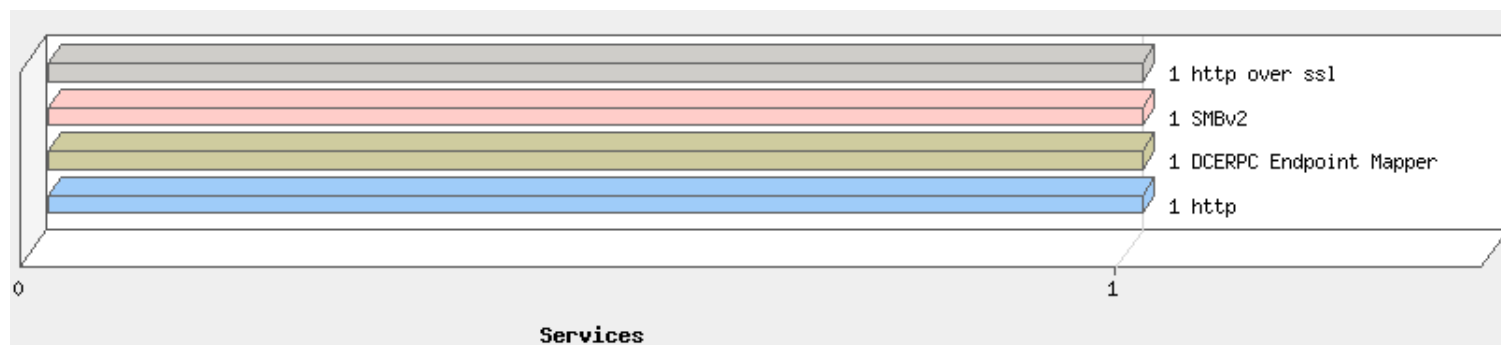 1 http over ssl
1 SMBv2
1 DCERPC Endpoint Mapper
1 http
0 1
Services